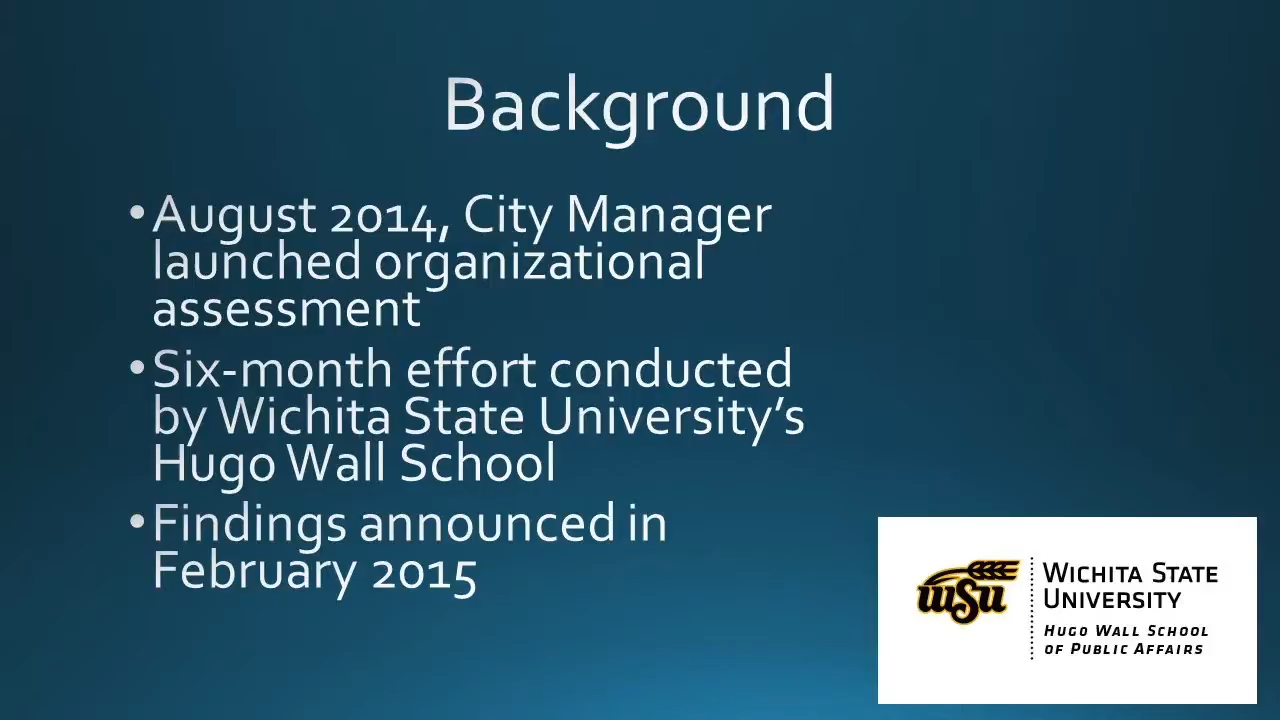 Background
•August 2014, City Manager
launched organizational
assessment
•Six-month effort conducted
by Wichita State University’s
Hugo Wall School
•Findings announced in
February 2015
WSU
WICHITA STATE
UNIVERSITY
HUGO WALL SCHOOL
OF PUBLIC AFFAIRS